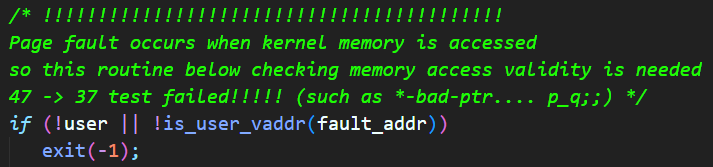 /* !!!!!!!!!!!!!!!!!!!!!!!!!!!!!!!!!!!!!!!!!!!
Page fault occurs when kernel memory is accessed
so this routine below checking memory access validity is needed
47 -> 37 test failed!!!!! (such as *-bad-ptr.... p_q;;) */
if (!user || !is_user_vaddr(fault_addr))
exit(-1);